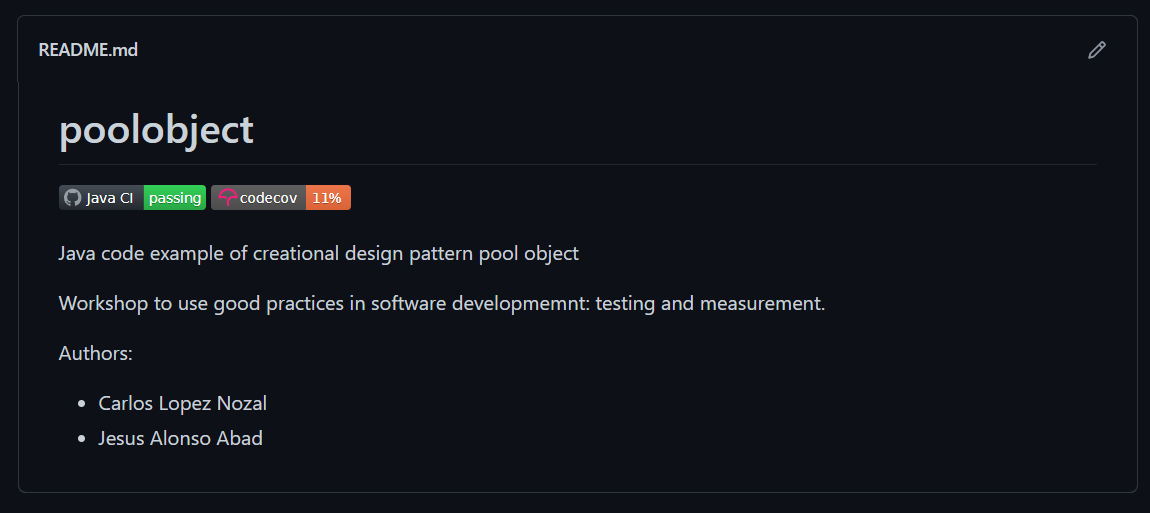 README.md
poolobject
Java CI passing codecov 11%
Java code example of creational design pattern pool object
Workshop to use good practices in software developmemnt: testing and measurement.
Authors:
Carlos Lopez Nozal
Jesus Alonso Abad